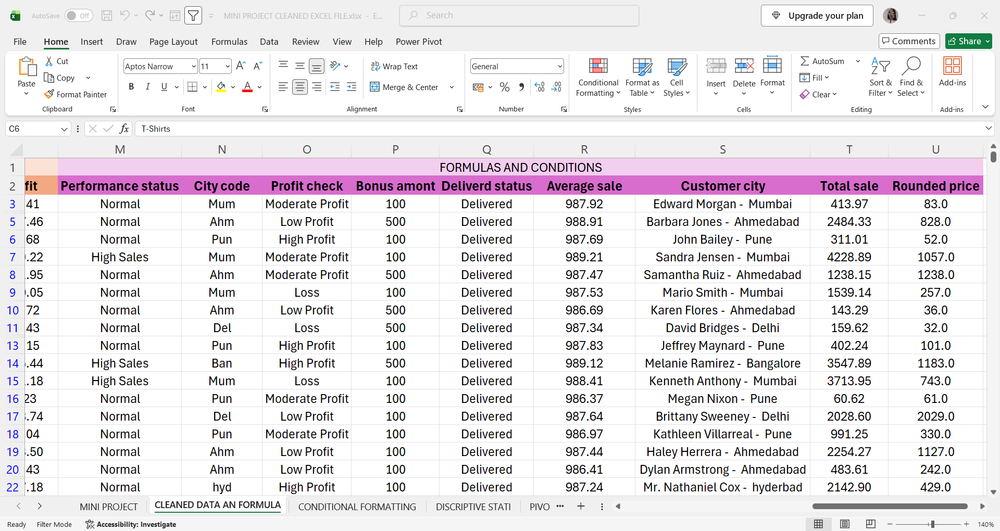 AutoSave Off MINI PROJECT CLEANED EXCEL FILE.xlsx - E... Search Upgrade your plan
File Home Insert Draw Page Layout Formulas Data Review View Help Power Pivot Comments Share
Paste Cut Copy Format Painter Clipboard
Aptos Narrow 11 B I U A Font
Wrap Text Merge & Center Alignment
General % Number
Conditional Formatting Format as Table Cell Styles Styles
Insert Delete Format Cells
AutoSum Fill Clear Sort & Filter Find & Select Editing
Add-ins Add-ins
C6 fx T-Shirts
M N O P Q R S T U
1 FORMULAS AND CONDITIONS
2 fit Performance status City code Profit check Bonus amont Deliverd status Average sale Customer city Total sale Rounded price
3 41 Normal Mum Moderate Profit 100 Delivered 987.92 Edward Morgan - Mumbai 413.97 83.0
5 .46 Normal Ahm Low Profit 500 Delivered 988.91 Barbara Jones - Ahmedabad 2484.33 828.0
6 68 Normal Pun High Profit 100 Delivered 987.69 John Bailey - Pune 311.01 52.0
7 .22 High Sales Mum Moderate Profit 100 Delivered 989.21 Sandra Jensen - Mumbai 4228.89 1057.0
8 .95 Normal Ahm Moderate Profit 500 Delivered 987.47 Samantha Ruiz - Ahmedabad 1238.15 1238.0
9 .05 Normal Mum Loss 100 Delivered 987.53 Mario Smith - Mumbai 1539.14 257.0
10 72 Normal Ahm Low Profit 500 Delivered 986.69 Karen Flores - Ahmedabad 143.29 36.0
11 43 Normal Del Loss 500 Delivered 987.34 David Bridges - Delhi 159.62 32.0
13 15 Normal Pun High Profit 100 Delivered 987.83 Jeffrey Maynard - Pune 402.24 101.0
14 .44 High Sales Ban High Profit 500 Delivered 989.12 Melanie Ramirez - Bangalore 3547.89 1183.0
15 .18 High Sales Mum Loss 100 Delivered 988.41 Kenneth Anthony - Mumbai 3713.95 743.0
16 23 Normal Pun Moderate Profit 100 Delivered 986.37 Megan Nixon - Pune 60.62 61.0
17 .74 Normal Del Low Profit 100 Delivered 987.64 Brittany Sweeney - Delhi 2028.60 2029.0
18 04 Normal Pun Moderate Profit 100 Delivered 986.97 Kathleen Villarreal - Pune 991.25 330.0
19 .50 Normal Ahm Low Profit 100 Delivered 987.44 Haley Herrera - Ahmedabad 2254.27 1127.0
20 43 Normal Ahm Low Profit 100 Delivered 986.41 Dylan Armstrong - Ahmedabad 483.61 242.0
22 .18 Normal hyd High Profit 100 Delivered 987.24 Mr. Nathaniel Cox - hyderbad 2142.90 429.0
MINI PROJECT CLEANED DATA AN FORMULA CONDITIONAL FORMATTING DISCRIPTIVE STATI PIVO ...
Ready Filter Mode Accessibility: Investigate 140%